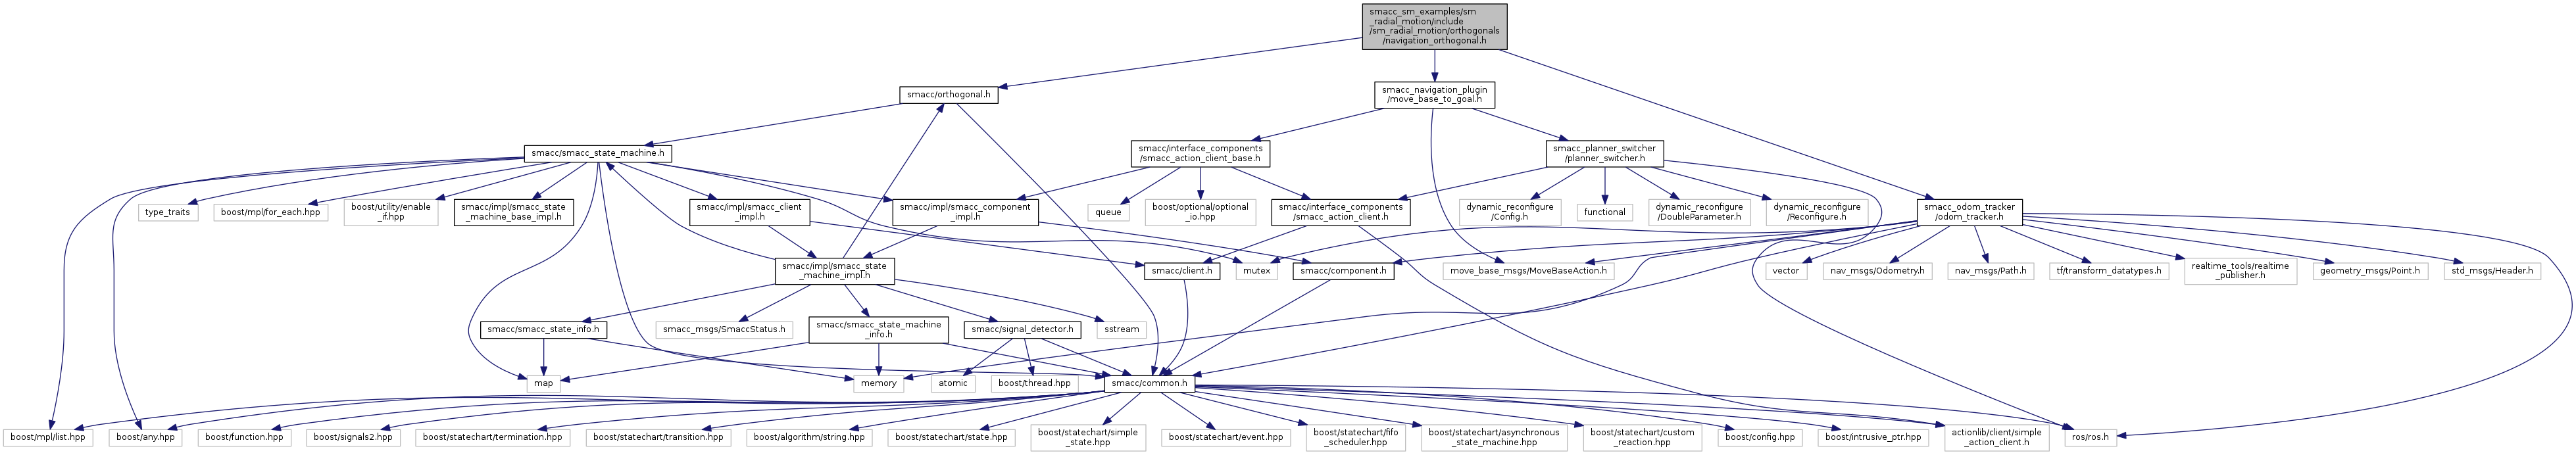 smacc_sm_examples/sm
_radial_motion/include
/sm_radial_motion/orthogonals
/navigation_orthogonal.h
smacc/orthogonal.h
smacc_navigation_plugin
/move_base_to_goal.h
smacc/smacc_state_machine.h
smacc/interface_components
/smacc_action_client_base.h
smacc_planner_switcher
/planner_switcher.h
type_traits
boost/mpl/for_each.hpp
boost/utility/enable
_if.hpp
smacc/impl/smacc_state
_machine_base_impl.h
smacc/impl/smacc_client
_impl.h
smacc/impl/smacc_component
_impl.h
queue
boost/optional/optional
_io.hpp
smacc/interface_components
/smacc_action_client.h
dynamic_reconfigure
/Config.h
functional
dynamic_reconfigure
/DoubleParameter.h
dynamic_reconfigure
/Reconfigure.h
smacc_odom_tracker
/odom_tracker.h
smacc/impl/smacc_state
_machine_impl.h
smacc/client.h
mutex
smacc/component.h
move_base_msgs/MoveBaseAction.h
vector
nav_msgs/Odometry.h
nav_msgs/Path.h
tf/transform_datatypes.h
realtime_tools/realtime
_publisher.h
geometry_msgs/Point.h
std_msgs/Header.h
smacc/smacc_state_info.h
smacc_msgs/SmaccStatus.h
smacc/smacc_state_machine
_info.h
smacc/signal_detector.h
sstream
map
memory
atomic
boost/thread.hpp
smacc/common.h
boost/mpl/list.hpp
boost/any.hpp
boost/function.hpp
boost/signals2.hpp
boost/statechart/termination.hpp
boost/statechart/transition.hpp
boost/algorithm/string.hpp
boost/statechart/state.hpp
boost/statechart/simple
_state.hpp
boost/statechart/event.hpp
boost/statechart/fifo
_scheduler.hpp
boost/statechart/asynchronous
_state_machine.hpp
boost/statechart/custom
_reaction.hpp
boost/config.hpp
boost/intrusive_ptr.hpp
actionlib/client/simple
_action_client.h
ros/ros.h